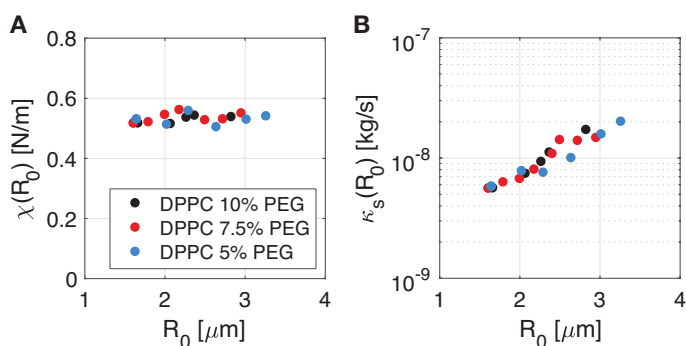 A
χ(R₀) [N/m]
0.8
0.6
0.4
0.2
0
DPPC 10% PEG
DPPC 7.5% PEG
DPPC 5% PEG
1 2 3 4
R₀ [μm]
B
κₛ(R₀) [kg/s]
10⁻⁷
10⁻⁸
10⁻⁹
1 2 3 4
R₀ [μm]